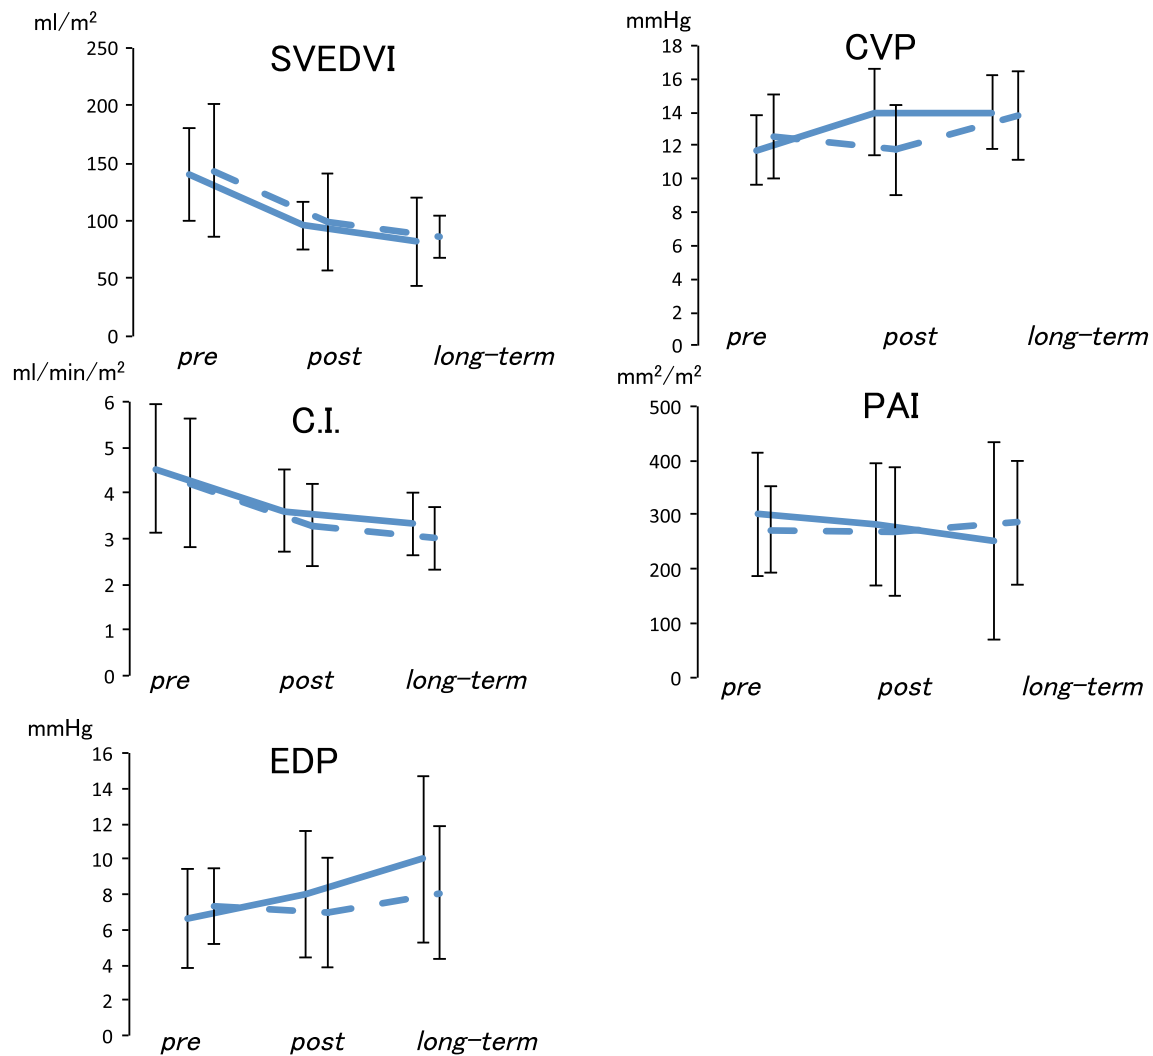 ml/m²
SVEDVI
250
200
150
100
50
0
pre post long-term
mmHg
CVP
18
16
14
12
10
8
6
4
2
0
pre post long-term
ml/min/m²
C.I.
6
5
4
3
2
1
0
pre post long-term
mm²/m²
PAI
500
400
300
200
100
0
pre post long-term
mmHg
EDP
16
14
12
10
8
6
4
2
0
pre post long-term